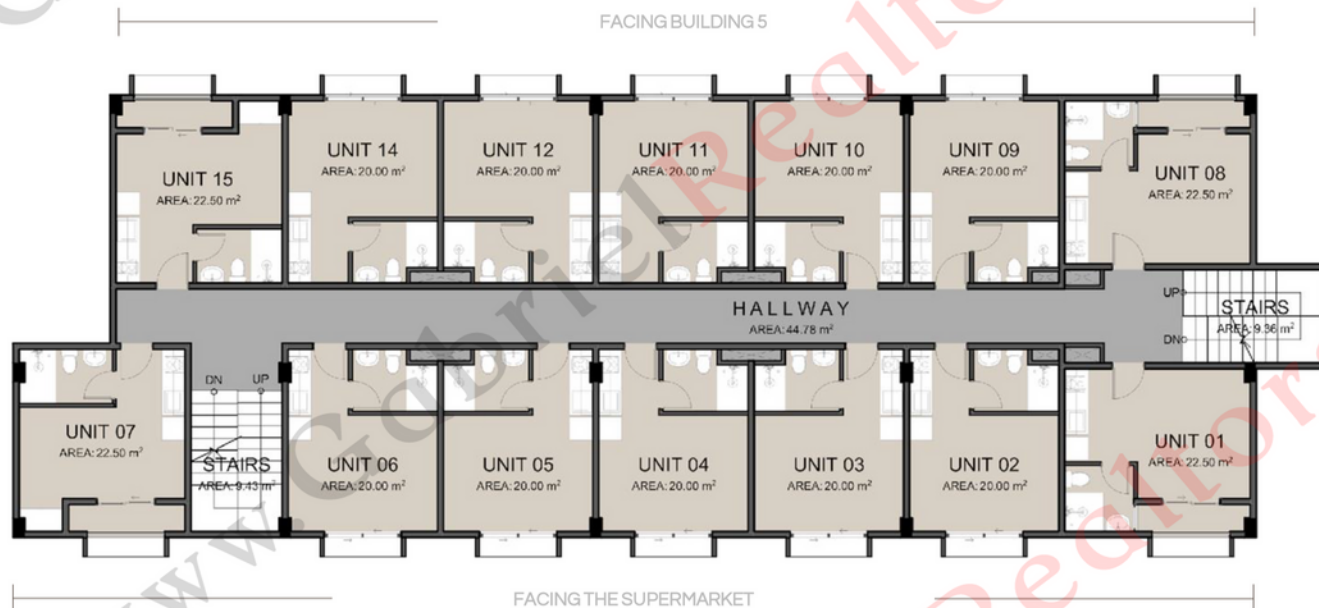 FACING BUILDING 5
UNIT 15
AREA: 22.50 m²
UNIT 14
AREA: 20.00 m²
UNIT 12
AREA: 20.00 m²
UNIT 11
AREA: 20.00 m²
UNIT 10
AREA: 20.00 m²
UNIT 09
AREA: 20.00 m²
UNIT 08
AREA: 22.50 m²
HALLWAY
AREA: 44.78 m²
UP
DN
STAIRS
AREA: 9.36 m²
UNIT 07
AREA: 22.50 m²
DN UP
STAIRS
AREA: 9.43 m²
UNIT 06
AREA: 20.00 m²
UNIT 05
AREA: 20.00 m²
UNIT 04
AREA: 20.00 m²
UNIT 03
AREA: 20.00 m²
UNIT 02
AREA: 20.00 m²
UNIT 01
AREA: 22.50 m²
FACING THE SUPERMARKET
www.GabrielRealtor
Realtor